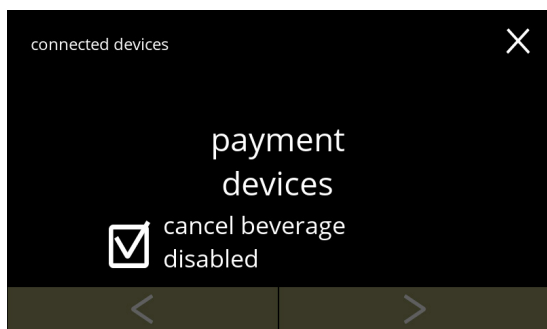 connected devices
payment
devices
cancel beverage
disabled